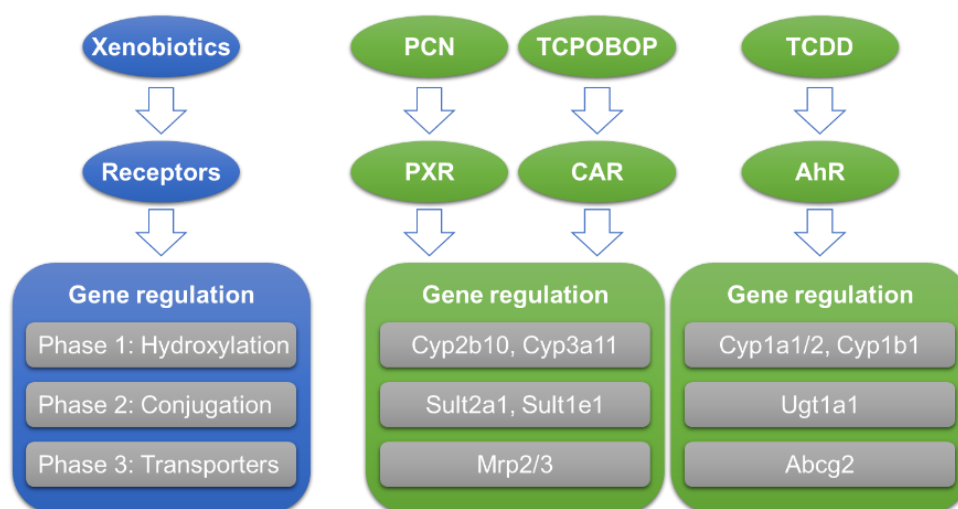 Xenobiotics
PCN
TCPOBOP
TCDD
Receptors
PXR
CAR
AhR
Gene regulation
Phase 1: Hydroxylation
Phase 2: Conjugation
Phase 3: Transporters
Gene regulation
Cyp2b10, Cyp3a11
Sult2a1, Sult1e1
Mrp2/3
Gene regulation
Cyp1a1/2, Cyp1b1
Ugt1a1
Abcg2